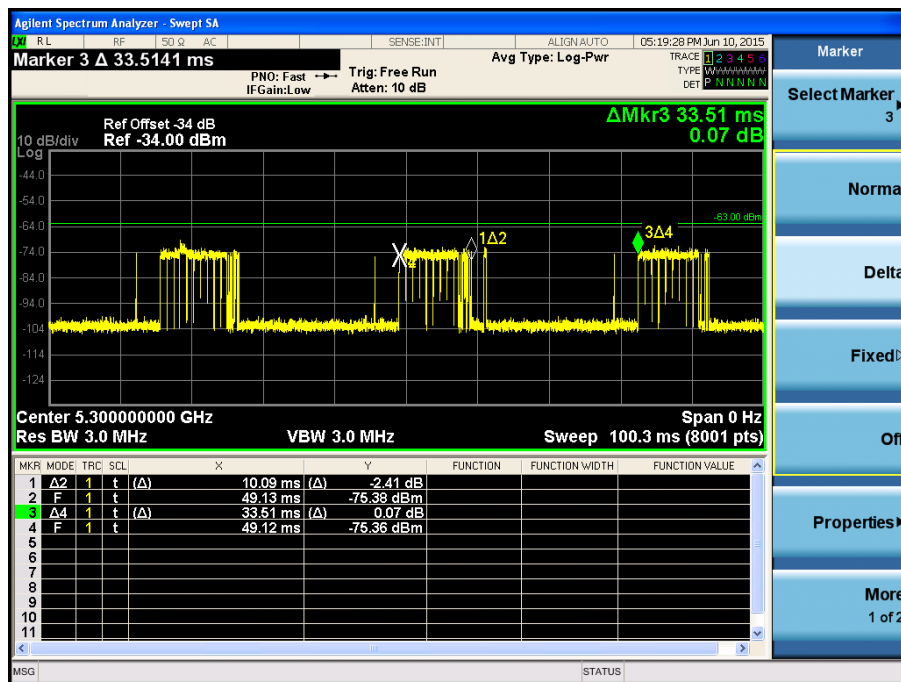 Agilent Spectrum Analyzer - Swept SA
LXI RL RF 50 Ω AC SENSE:INT ALIGN AUTO 05:19:28 PM Jun 10, 2015
Marker 3 Δ 33.5141 ms
PNO: Fast
IFGain:Low
Trig: Free Run
Atten: 10 dB
Avg Type: Log-Pwr
TRACE 1 2 3 4 5 6
TYPE WWWWWW
DET P N N N N N
ΔMkr3 33.51 ms
0.07 dB
Ref Offset -34 dB
10 dB/div Ref -34.00 dBm
Log
-44.0
-54.0
-63.00 dBm
-64.0
1Δ2
3Δ4
-74.0
-84.0
-94.0
-104
-114
-124
Center 5.300000000 GHz Span 0 Hz
Res BW 3.0 MHz VBW 3.0 MHz Sweep 100.3 ms (8001 pts)
MKR MODE TRC SCL X Y FUNCTION FUNCTION WIDTH FUNCTION VALUE
1 Δ2 1 t (Δ) 10.09 ms (Δ) -2.41 dB
2 F 1 t 49.13 ms -75.38 dBm
3 Δ4 1 t (Δ) 33.51 ms (Δ) 0.07 dB
4 F 1 t 49.12 ms -75.36 dBm
5
6
7
8
9
10
11
MSG STATUS
Marker
Select Marker
3
Norma
Delta
Fixed
Off
Properties
More
1 of 2